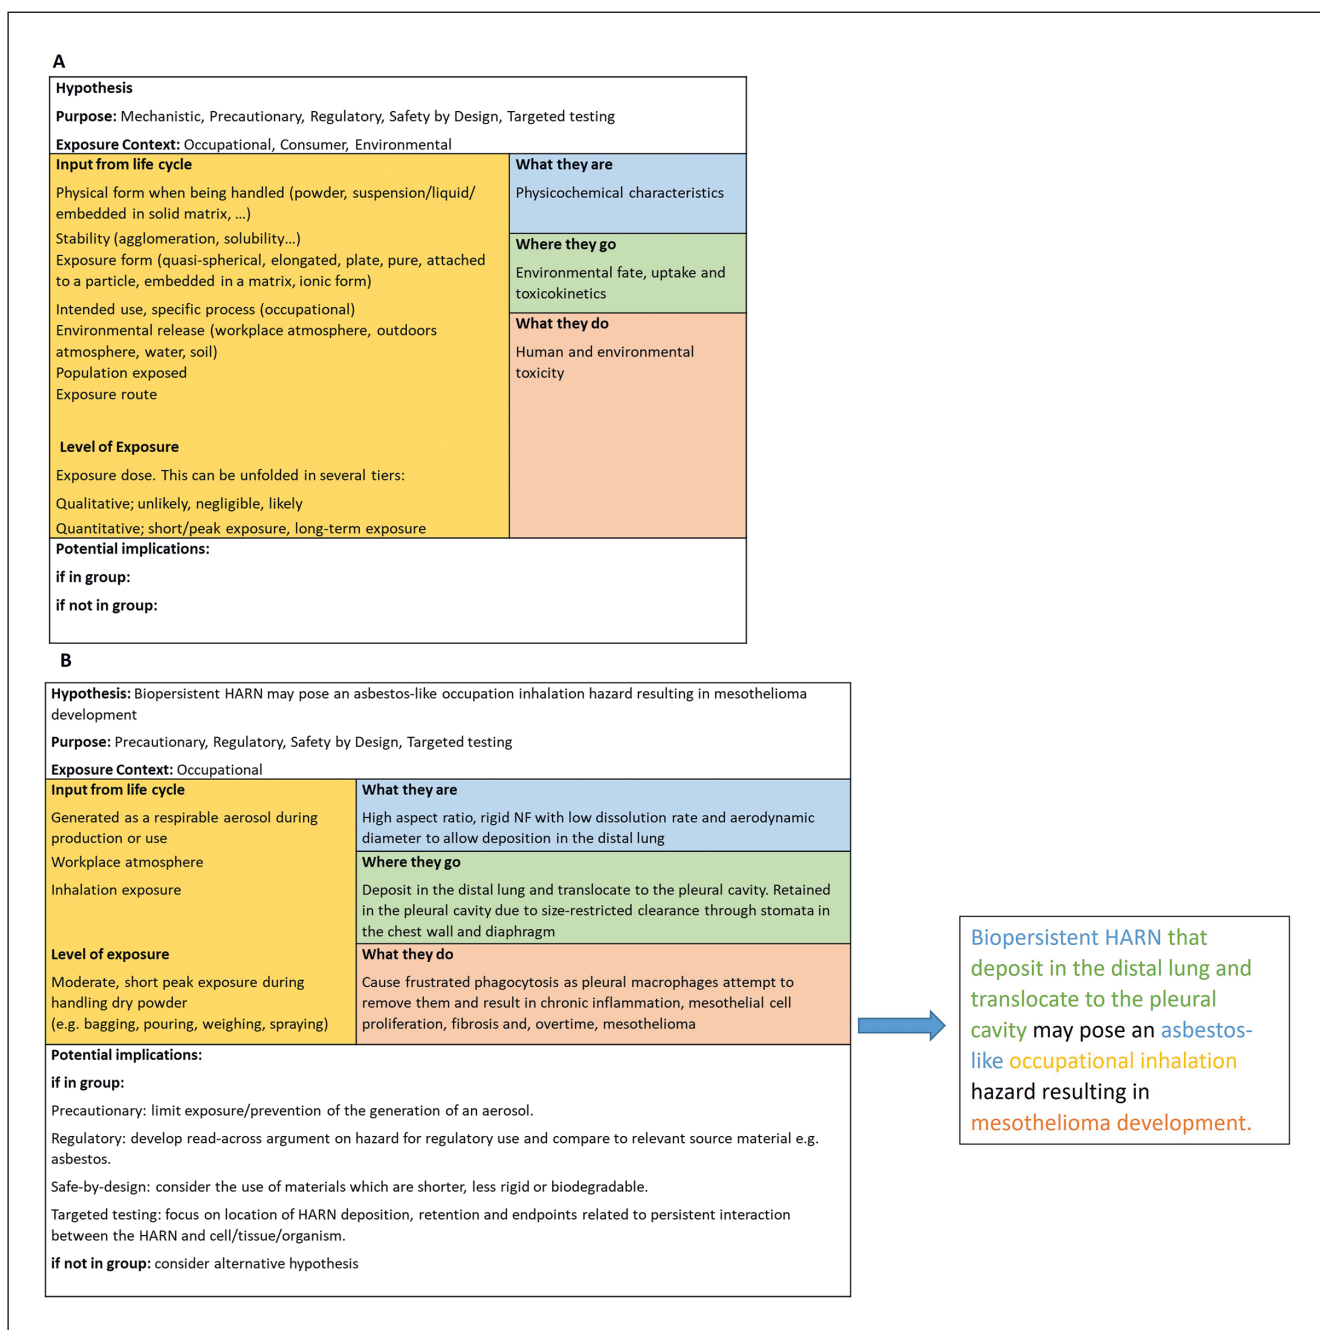 A
Hypothesis
Purpose: Mechanistic, Precautionary, Regulatory, Safety by Design, Targeted testing
Exposure Context: Occupational, Consumer, Environmental
Input from life cycle
Physical form when being handled (powder, suspension/liquid/
embedded in solid matrix, ...)
Stability (agglomeration, solubility...)
Exposure form (quasi-spherical, elongated, plate, pure, attached
to a particle, embedded in a matrix, ionic form)
Intended use, specific process (occupational)
Environmental release (workplace atmosphere, outdoors
atmosphere, water, soil)
Population exposed
Exposure route
Level of Exposure
Exposure dose. This can be unfolded in several tiers:
Qualitative; unlikely, negligible, likely
Quantitative; short/peak exposure, long-term exposure
What they are
Physicochemical characteristics
Where they go
Environmental fate, uptake and
toxicokinetics
What they do
Human and environmental
toxicity
Potential implications:
if in group:
if not in group:
B
Hypothesis: Biopersistent HARN may pose an asbestos-like occupation inhalation hazard resulting in mesothelioma
development
Purpose: Precautionary, Regulatory, Safety by Design, Targeted testing
Exposure Context: Occupational
Input from life cycle
Generated as a respirable aerosol during
production or use
Workplace atmosphere
Inhalation exposure
Level of exposure
Moderate, short peak exposure during
handling dry powder
(e.g. bagging, pouring, weighing, spraying)
What they are
High aspect ratio, rigid NF with low dissolution rate and aerodynamic
diameter to allow deposition in the distal lung
Where they go
Deposit in the distal lung and translocate to the pleural cavity. Retained
in the pleural cavity due to size-restricted clearance through stomata in
the chest wall and diaphragm
What they do
Cause frustrated phagocytosis as pleural macrophages attempt to
remove them and result in chronic inflammation, mesothelial cell
proliferation, fibrosis and, overtime, mesothelioma
Potential implications:
if in group:
Precautionary: limit exposure/prevention of the generation of an aerosol.
Regulatory: develop read-across argument on hazard for regulatory use and compare to relevant source material e.g.
asbestos.
Safe-by-design: consider the use of materials which are shorter, less rigid or biodegradable.
Targeted testing: focus on location of HARN deposition, retention and endpoints related to persistent interaction
between the HARN and cell/tissue/organism.
if not in group: consider alternative hypothesis
Biopersistent HARN that
deposit in the distal lung and
translocate to the pleural
cavity may pose an asbestos-
like occupational inhalation
hazard resulting in
mesothelioma development.